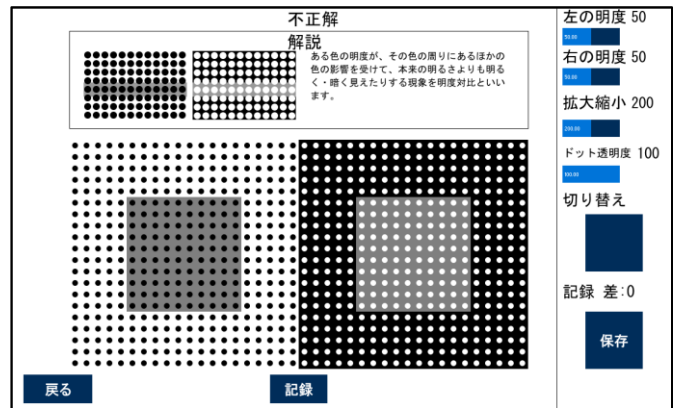 不正解
解説
ある色の明度が、その色の周りにあるほかの
色の影響を受けて、本来の明るさよりも明る
く・暗く見えたりする現象を明度対比といい
ます。
左の明度 50
50.00
右の明度 50
50.00
拡大縮小 200
200.00
ドット透明度 100
100.00
切り替え
記録 差:0
保存
戻る
記録